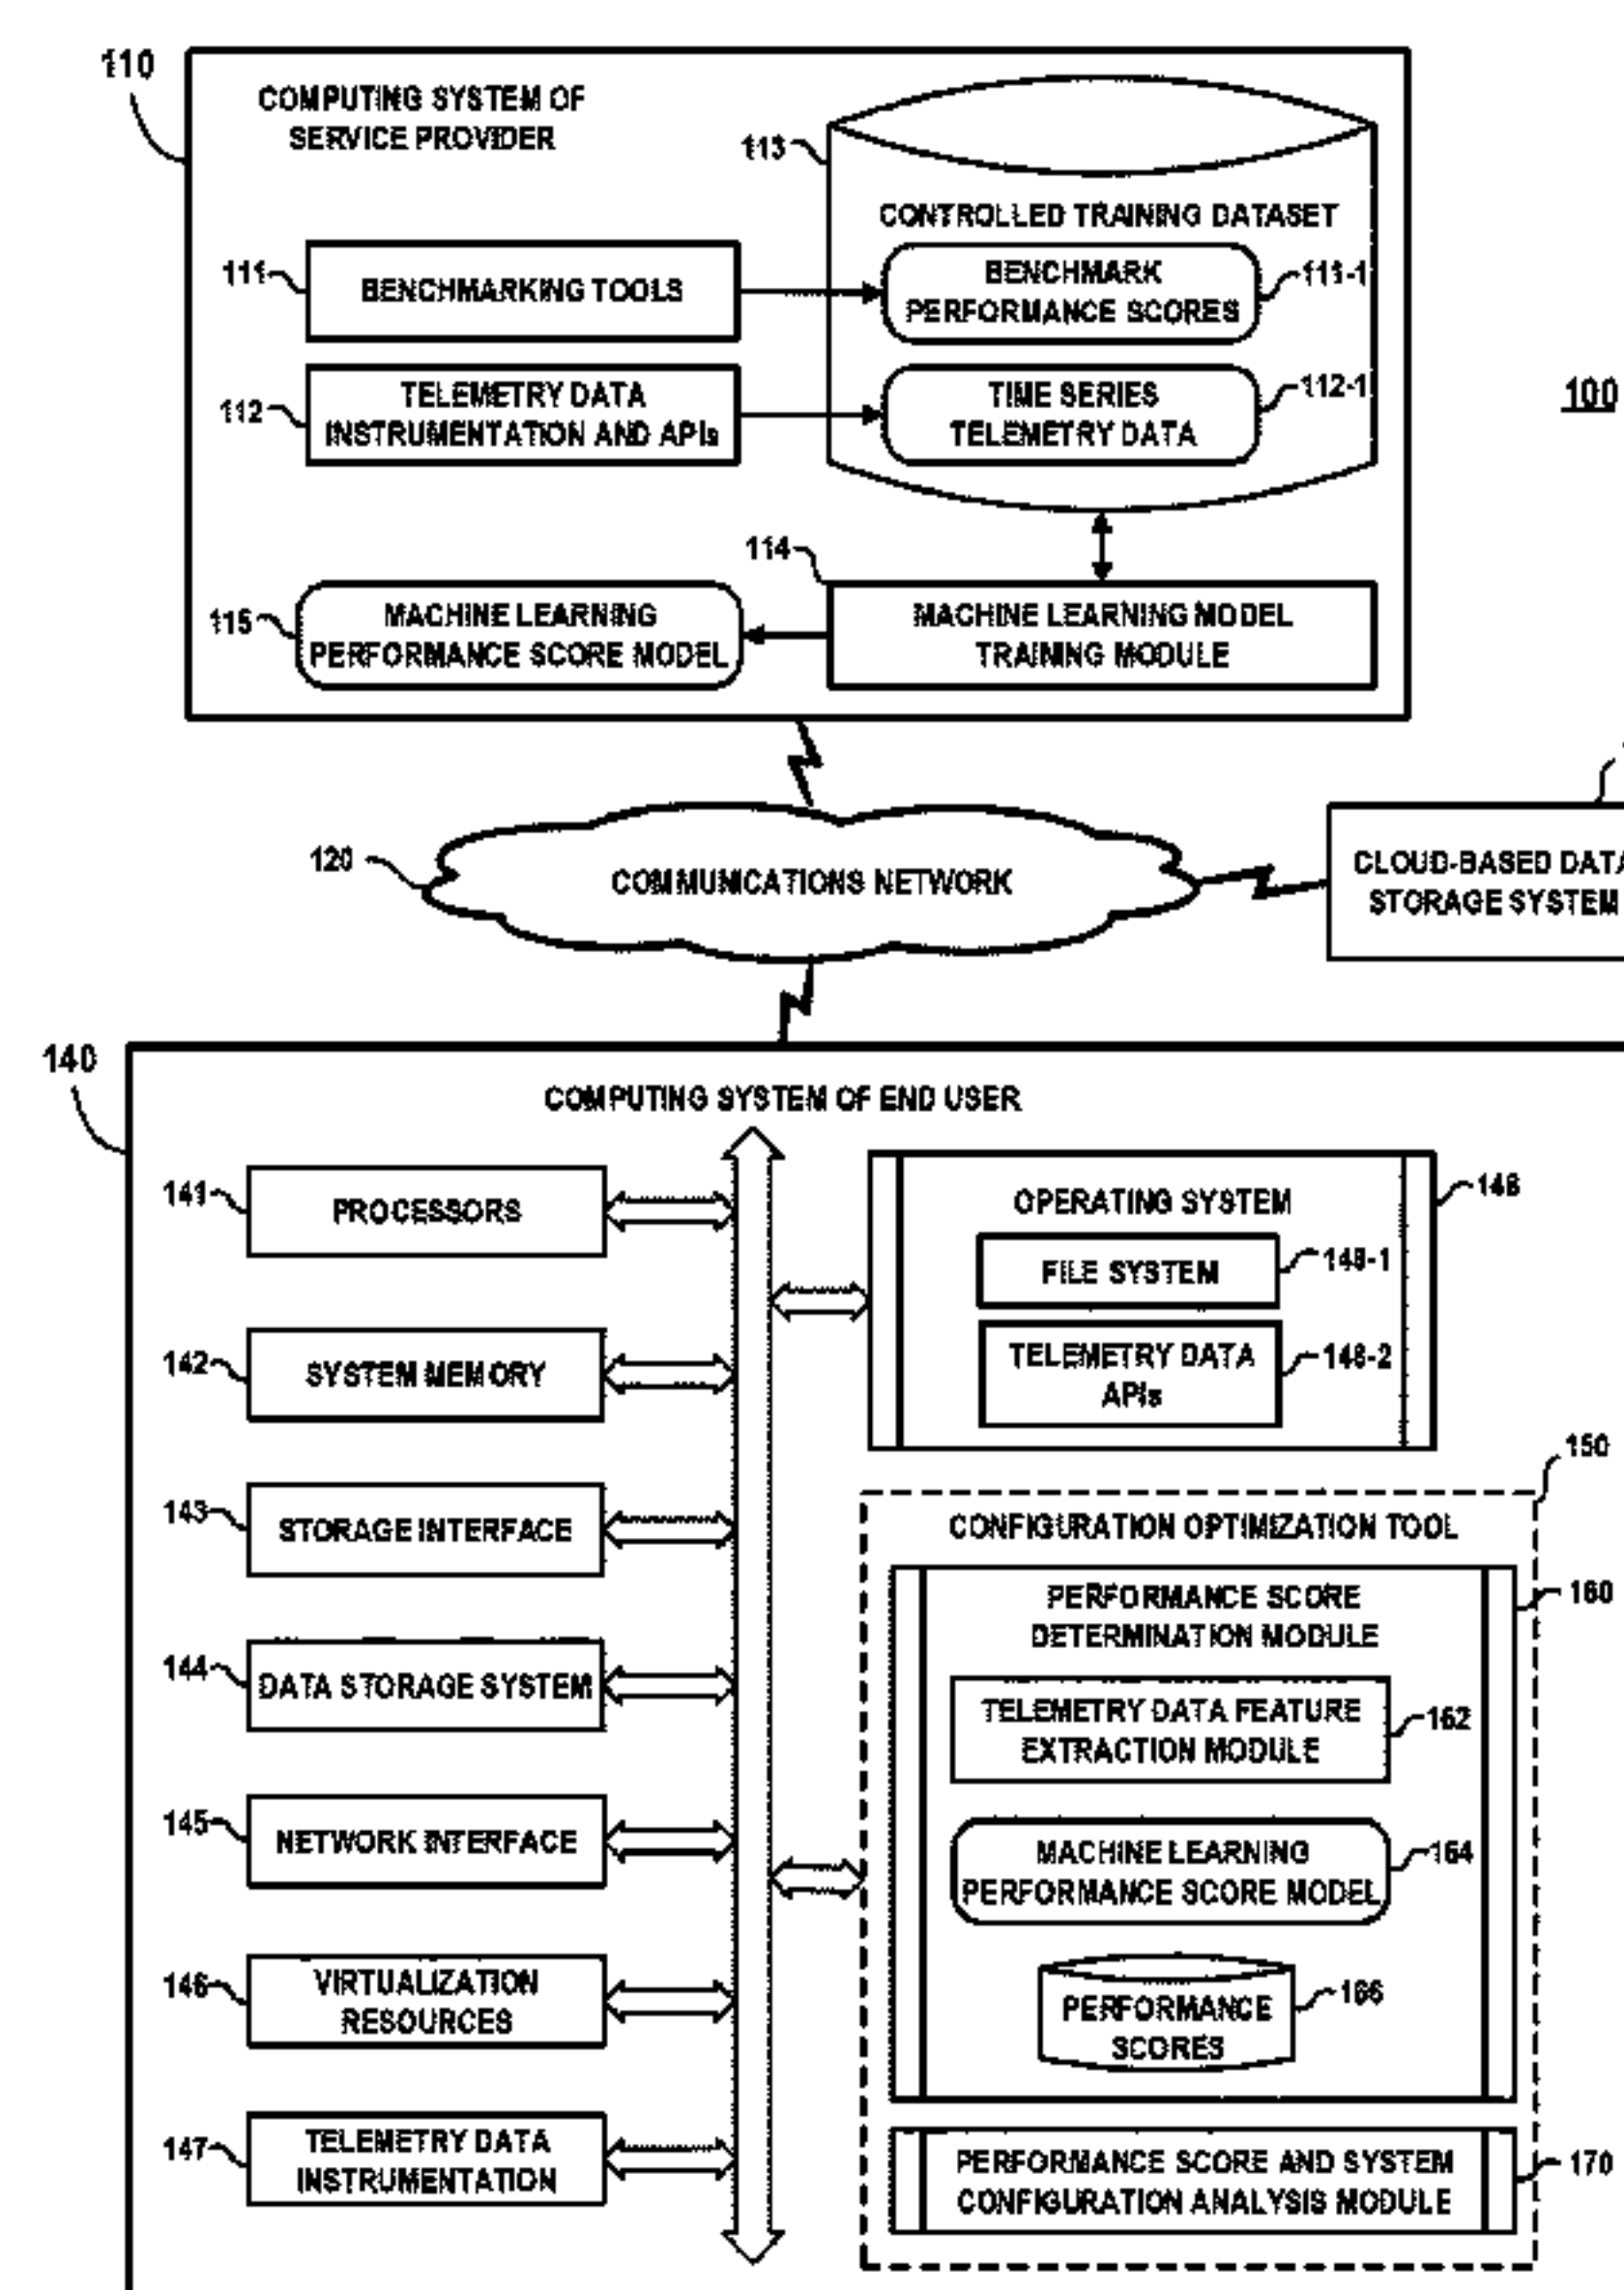 110
COMPUTING SYSTEM OF
SERVICE PROVIDER
113
CONTROLLED TRAINING DATASET
111
BENCHMARKING TOOLS
BENCHMARK
PERFORMANCE SCORES
111-1
112
TELEMETRY DATA
INSTRUMENTATION AND APIs
TIME SERIES
TELEMETRY DATA
112-1
100
114
115
MACHINE LEARNING
PERFORMANCE SCORE MODEL
MACHINE LEARNING MODEL
TRAINING MODULE
120
COMMUNICATIONS NETWORK
CLOUD-BASED DATA
STORAGE SYSTEM
140
COMPUTING SYSTEM OF END USER
141
PROCESSORS
142
SYSTEM MEMORY
143
STORAGE INTERFACE
144
DATA STORAGE SYSTEM
145
NETWORK INTERFACE
146
VIRTUALIZATION
RESOURCES
147
TELEMETRY DATA
INSTRUMENTATION
148
OPERATING SYSTEM
FILE SYSTEM
148-1
TELEMETRY DATA
APIs
148-2
150
CONFIGURATION OPTIMIZATION TOOL
160
PERFORMANCE SCORE
DETERMINATION MODULE
TELEMETRY DATA FEATURE
EXTRACTION MODULE
162
MACHINE LEARNING
PERFORMANCE SCORE MODEL
164
PERFORMANCE
SCORES
166
PERFORMANCE SCORE AND SYSTEM
CONFIGURATION ANALYSIS MODULE
170